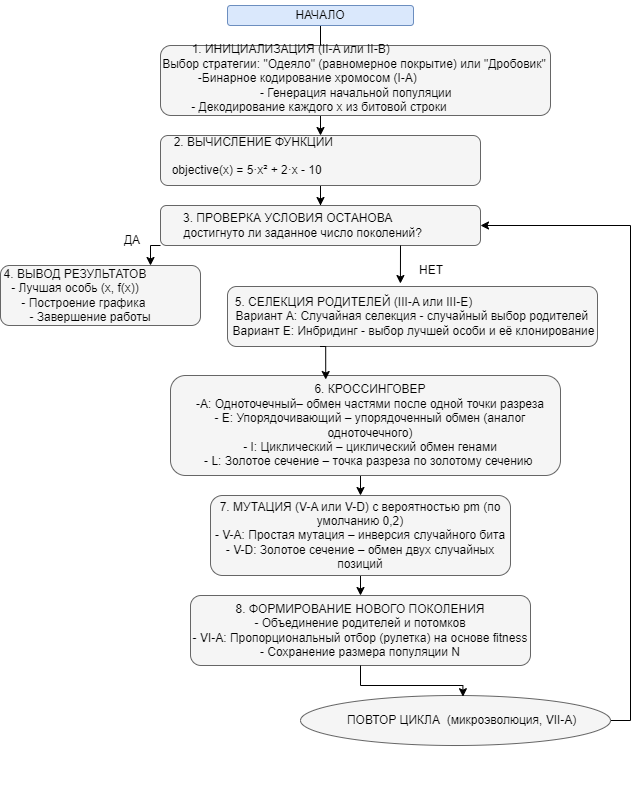 НАЧАЛО
1. ИНИЦИАЛИЗАЦИЯ (II-A или II-B)
Выбор стратегии: "Одеяло" (равномерное покрытие) или "Дробовик"
-Бинарное кодирование хромосом (I-A)
- Генерация начальной популяции
- Декодирование каждого x из битовой строки
2. ВЫЧИСЛЕНИЕ ФУНКЦИИ
objective(x) = 5·x² + 2·x - 10
3. ПРОВЕРКА УСЛОВИЯ ОСТАНОВА
достигнуто ли заданное число поколений?
ДА
4. ВЫВОД РЕЗУЛЬТАТОВ
- Лучшая особь (x, f(x))
- Построение графика
- Завершение работы
НЕТ
5. СЕЛЕКЦИЯ РОДИТЕЛЕЙ (III-A или III-E)
Вариант A: Случайная селекция - случайный выбор родителей
Вариант E: Инбридинг - выбор лучшей особи и её клонирование
6. КРОССИНГОВЕР
-A: Одноточечный– обмен частями после одной точки разреза
- E: Упорядочивающий – упорядоченный обмен (аналог
одноточечного)
- I: Циклический – циклический обмен генами
- L: Золотое сечение – точка разреза по золотому сечению
7. МУТАЦИЯ (V-A или V-D) с вероятностью pm (по
умолчанию 0,2)
- V-A: Простая мутация – инверсия случайного бита
- V-D: Золотое сечение – обмен двух случайных
позиций
8. ФОРМИРОВАНИЕ НОВОГО ПОКОЛЕНИЯ
- Объединение родителей и потомков
- VI-A: Пропорциональный отбор (рулетка) на основе fitness
- Сохранение размера популяции N
ПОВТОР ЦИКЛА (микроэволюция, VII-A)